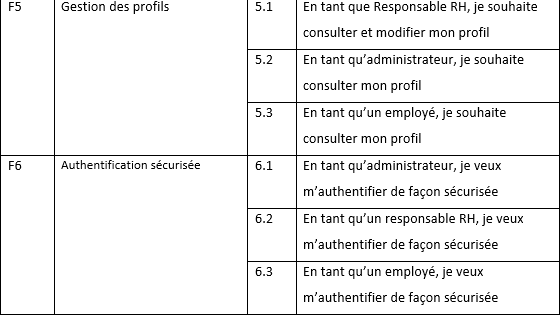 F5 Gestion des profils 5.1 En tant que Responsable RH, je souhaite
consulter et modifier mon profil
5.2 En tant qu'administrateur, je souhaite
consulter mon profil
5.3 En tant qu'un employé, je souhaite
consulter mon profil
F6 Authentification sécurisée 6.1 En tant qu'administrateur, je veux
m'authentifier de façon sécurisée
6.2 En tant qu'un responsable RH, je veux
m'authentifier de façon sécurisée
6.3 En tant qu'un employé, je veux
m'authentifier de façon sécurisée